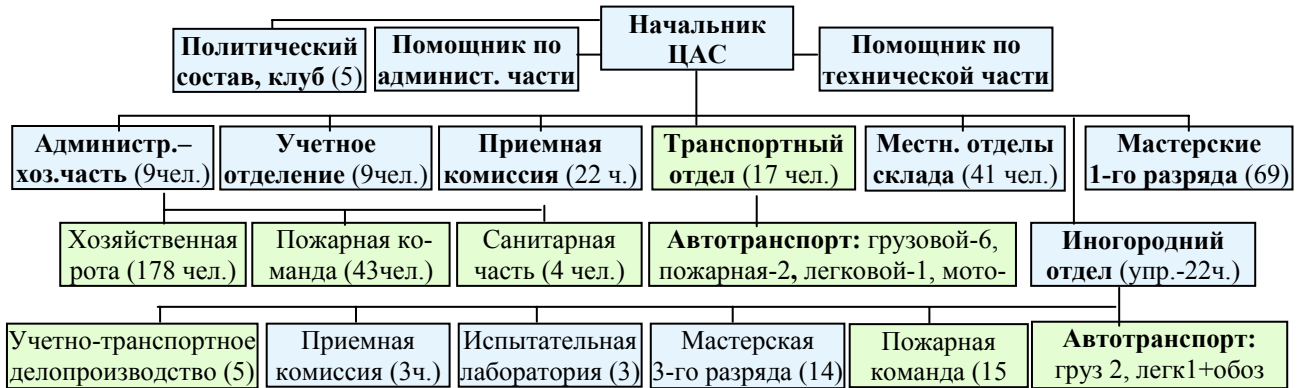 Начальник
ЦАС
Политический
состав, клуб (5)
Помощник по
админист. части
Помощник по
технической части
Администр.–
хоз.часть (9чел.)
Учетное
отделение (9чел.)
Приемная
комиссия (22 ч.)
Транспортный
отдел (17 чел.)
Местн. отделы
склада (41 чел.)
Мастерские
1-го разряда (69)
Хозяйственная
рота (178 чел.)
Пожарная ко-
манда (43чел.)
Санитарная
часть (4 чел.)
Автотранспорт: грузовой-6,
пожарная-2, легковой-1, мото-
Иногородний
отдел (упр.-22ч.)
Учетно-транспортное
делопроизводство (5)
Приемная
комиссия (3ч.)
Испытательная
лаборатория (3)
Мастерская
3-го разряда (14)
Пожарная
команда (15
Автотранспорт:
груз 2, легк1+обоз